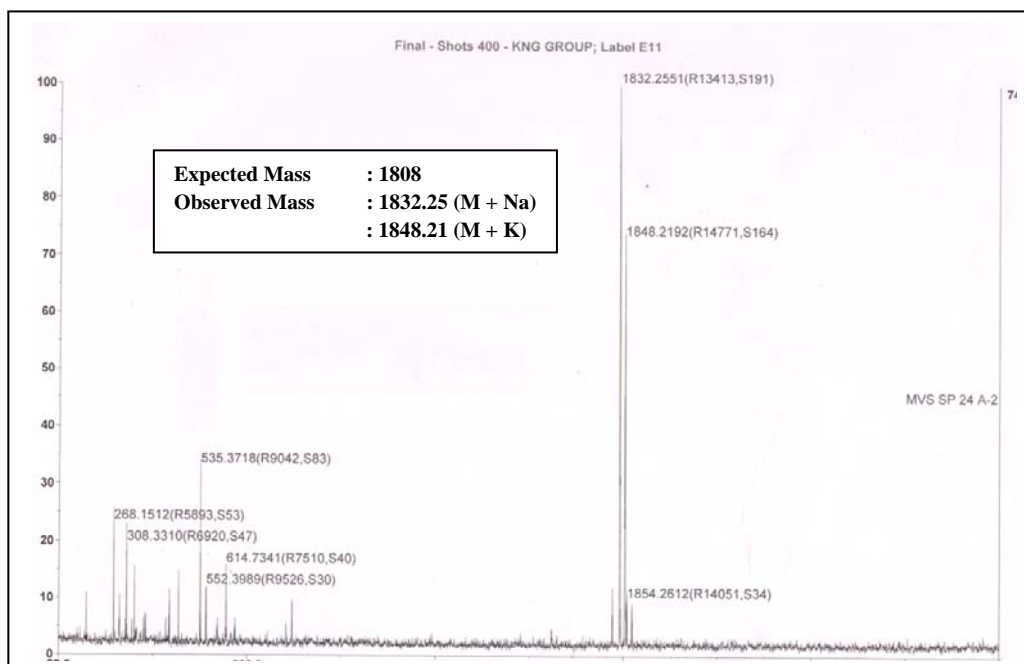 Final - Shots 400 - KNG GROUP; Label E11
100
1832.2551(R13413,S191)
74
90
Expected Mass : 1808
Observed Mass : 1832.25 (M + Na)
: 1848.21 (M + K)
80
1848.2192(R14771,S164)
70
60
50
MVS SP 24 A-2
40
535.3718(R9042,S83)
30
268.1512(R5893,S53)
308.3310(R6920,S47)
20
614.7341(R7510,S40)
552.3989(R9526,S30)
1854.2612(R14051,S34)
10
0